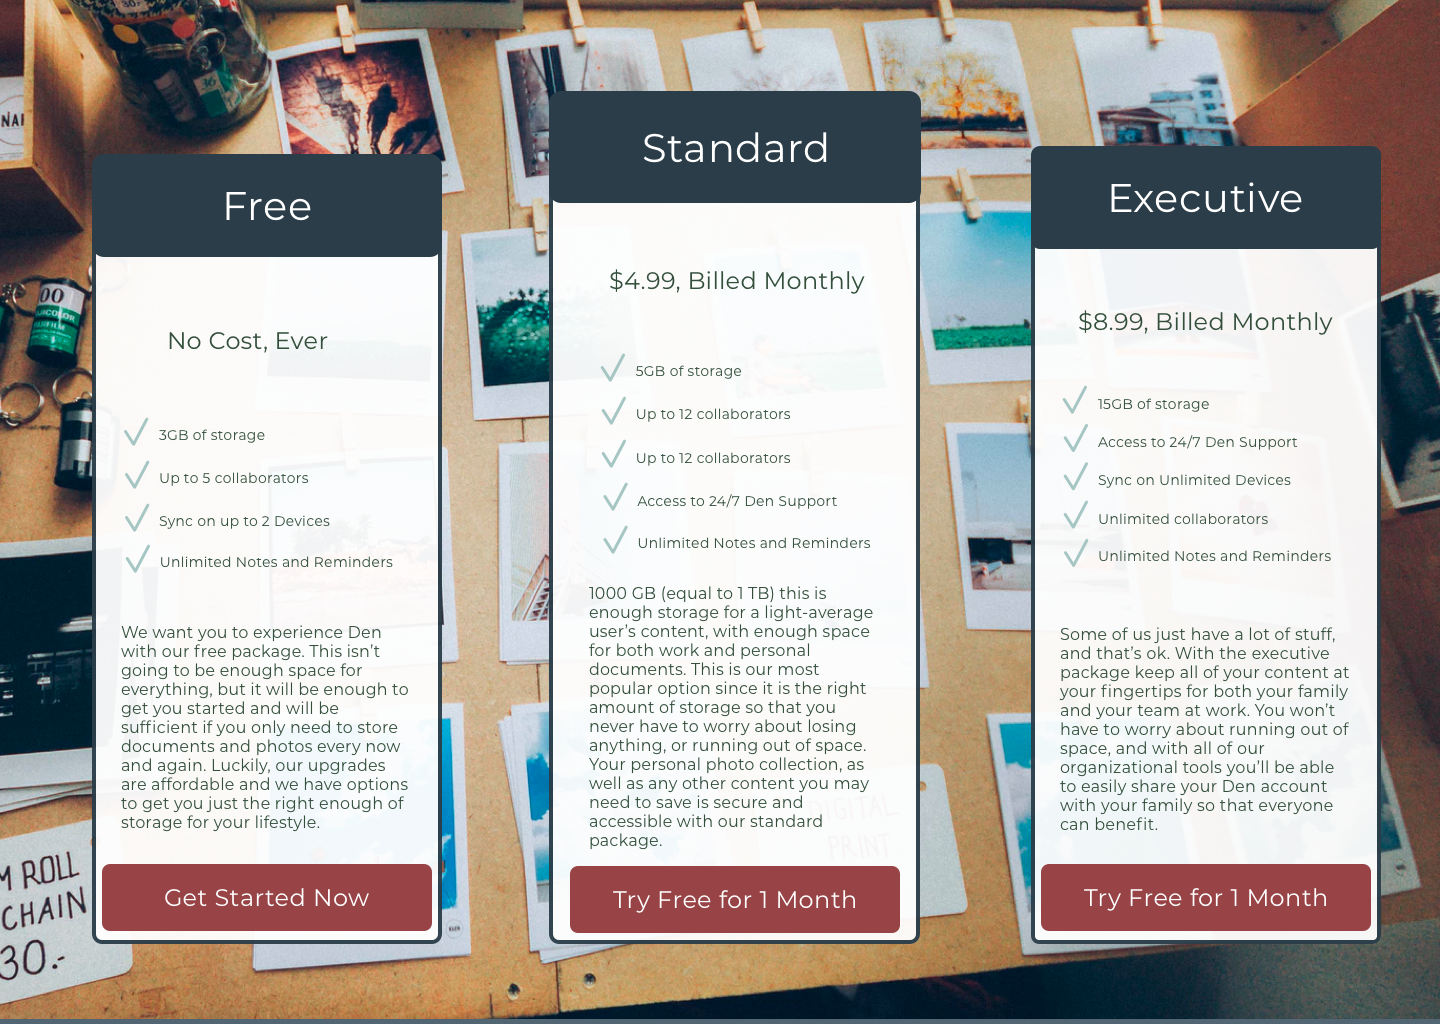 Free
No Cost, Ever
3GB of storage
Up to 5 collaborators
Sync on up to 2 Devices
Unlimited Notes and Reminders
We want you to experience Den
with our free package. This isn't
going to be enough space for
everything, but it will be enough to
get you started and will be
sufficient if you only need to store
documents and photos every now
and again. Luckily, our upgrades
are affordable and we have options
to get you just the right enough of
storage for your lifestyle.
Get Started Now
Standard
$4.99, Billed Monthly
5GB of storage
Up to 12 collaborators
Up to 12 collaborators
Access to 24/7 Den Support
Unlimited Notes and Reminders
1000 GB (equal to 1 TB) this is
enough storage for a light-average
user's content, with enough space
for both work and personal
documents. This is our most
popular option since it is the right
amount of storage so that you
never have to worry about losing
anything, or running out of space.
Your personal photo collection, as
well as any other content you may
need to save is secure and
accessible with our standard
package.
Try Free for 1 Month
Executive
$8.99, Billed Monthly
15GB of storage
Access to 24/7 Den Support
Sync on Unlimited Devices
Unlimited collaborators
Unlimited Notes and Reminders
Some of us just have a lot of stuff,
and that's ok. With the executive
package keep all of your content at
your fingertips for both your family
and your team at work. You won't
have to worry about running out of
space, and with all of our
organizational tools you'll be able
to easily share your Den account
with your family so that everyone
can benefit.
Try Free for 1 Month
M ROLL
CHAIN
30.-
DIGITAL
PRINT